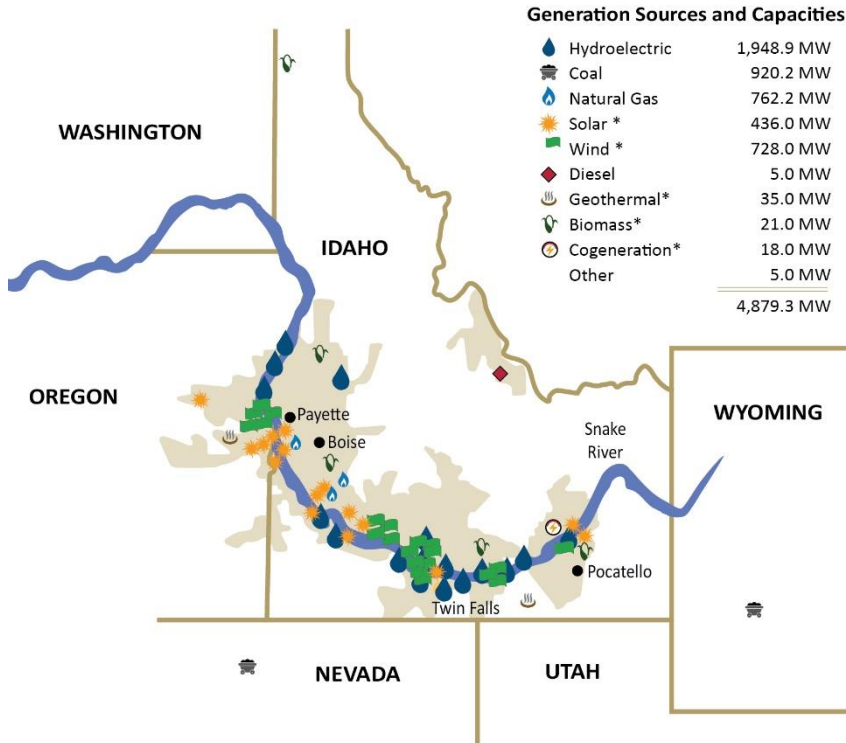 Generation Sources and Capacities
Hydroelectric 1,948.9 MW
Coal 920.2 MW
Natural Gas 762.2 MW
Solar * 436.0 MW
Wind * 728.0 MW
Diesel 5.0 MW
Geothermal* 35.0 MW
Biomass* 21.0 MW
Cogeneration* 18.0 MW
Other 5.0 MW
4,879.3 MW
WASHINGTON
IDAHO
OREGON
WYOMING
Payette
Boise
Snake
River
Pocatello
Twin Falls
NEVADA
UTAH